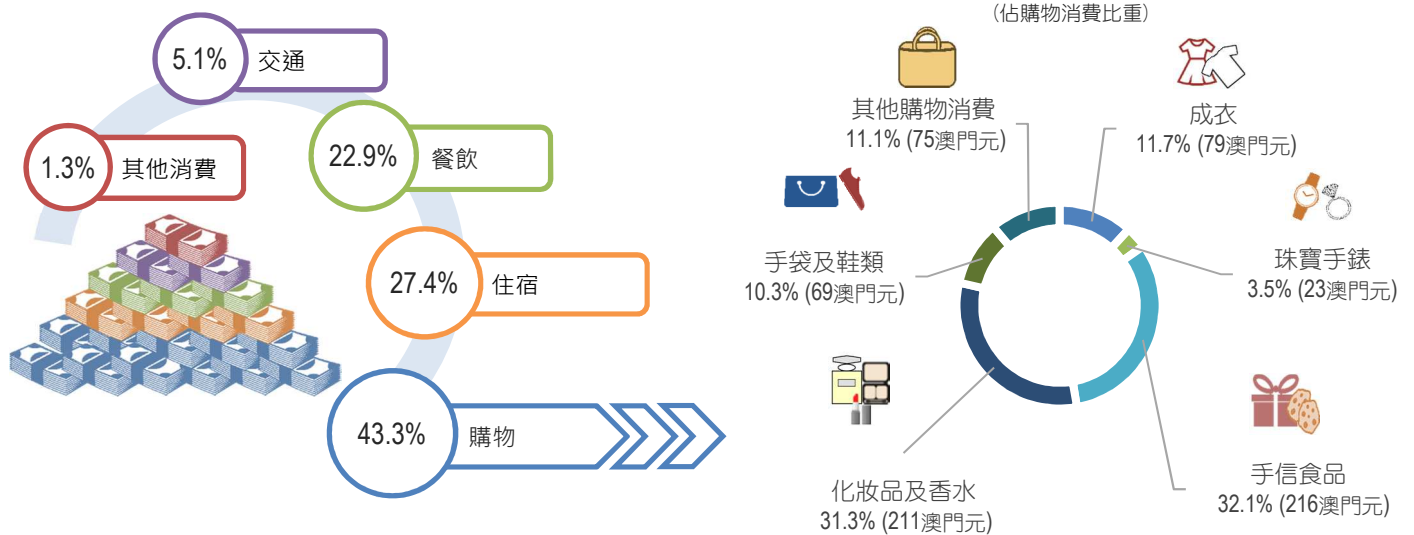 5.1%
交通
1.3%
其他消費
22.9%
餐飲
27.4%
住宿
43.3%
購物
(佔購物消費比重)
其他購物消費
11.1% (75澳門元)
成衣
11.7% (79澳門元)
手袋及鞋類
10.3% (69澳門元)
珠寶手錶
3.5% (23澳門元)
化妝品及香水
31.3% (211澳門元)
手信食品
32.1% (216澳門元)